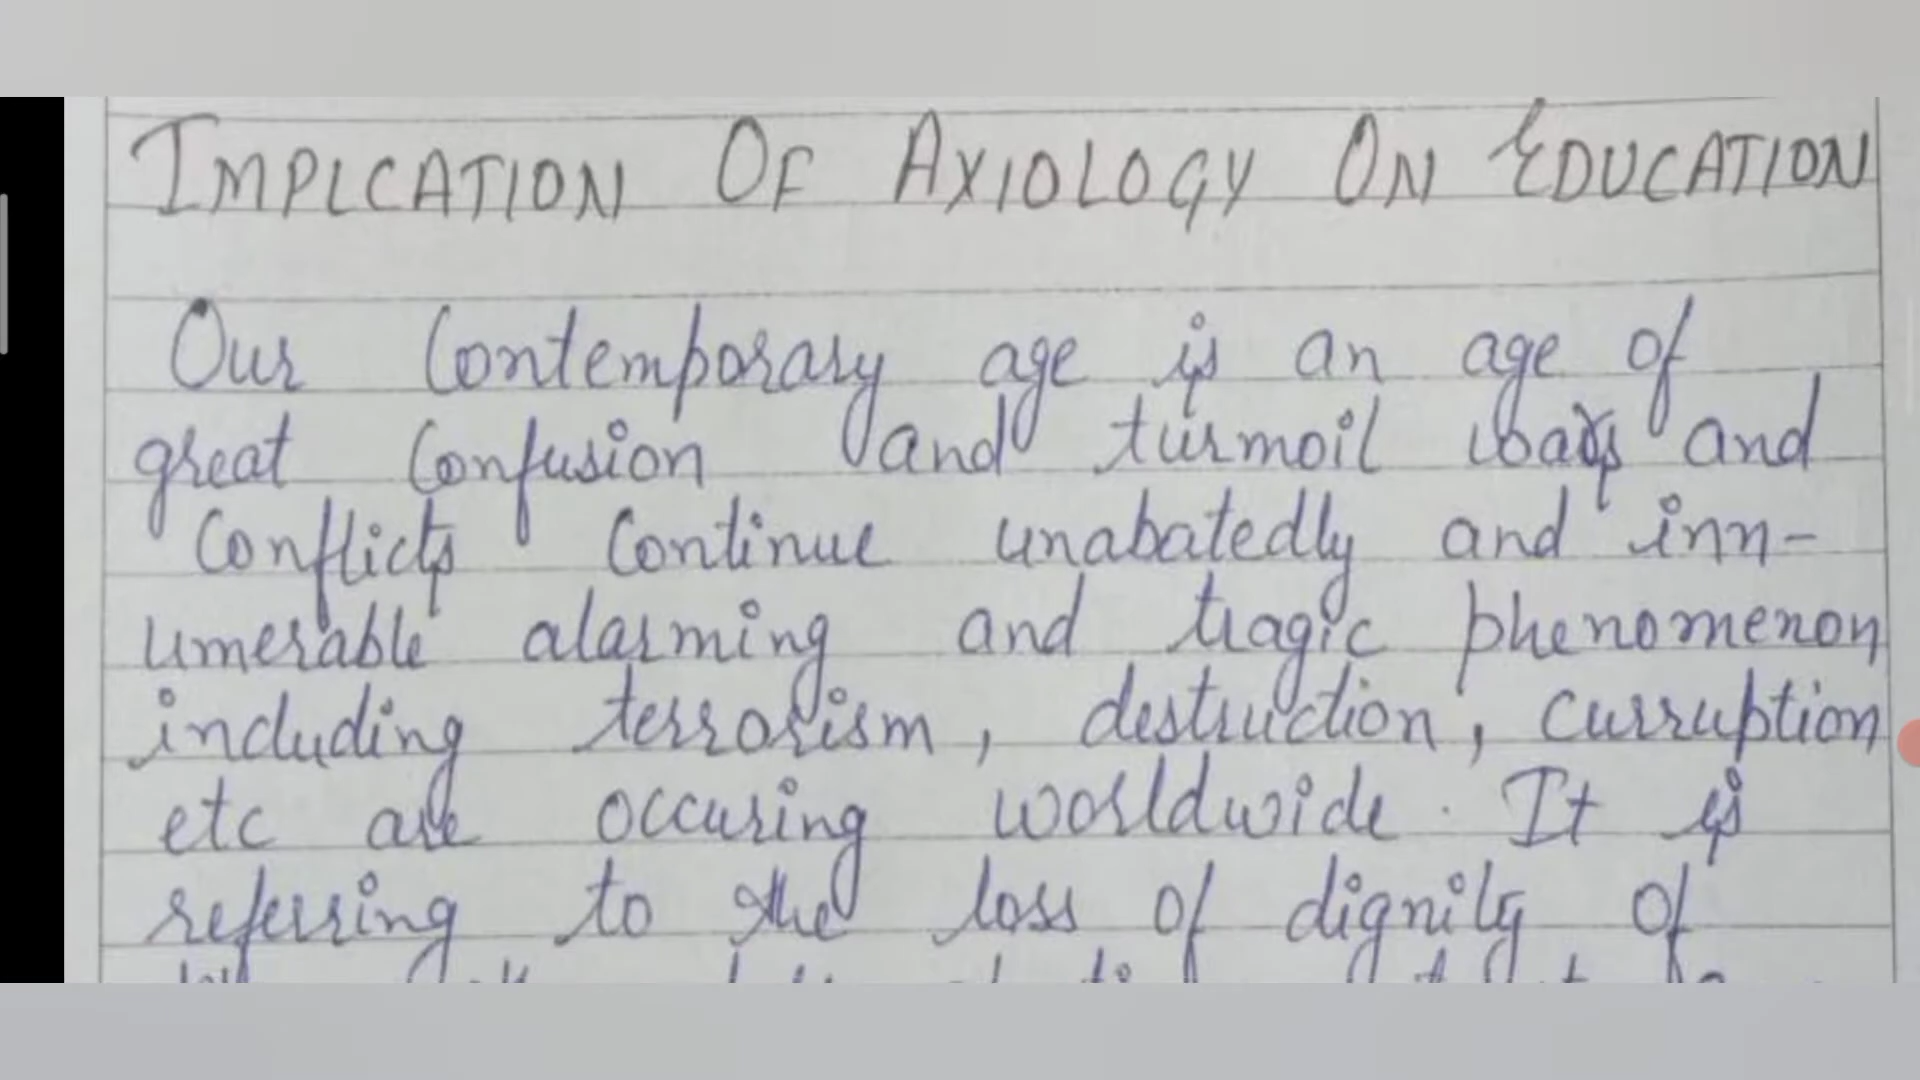 IMPLCATION OF AXIOLOGY ON EDUCATION
Our Contemporary age is an age of
great Confusion and turmoil wars and
Conflicts Continue unabatedly and inn-
umerable alarming and tragic phenomenon
including terrorism, destruction, curruption
etc are occuring worldwide. It is
referring to the loss of dignity of